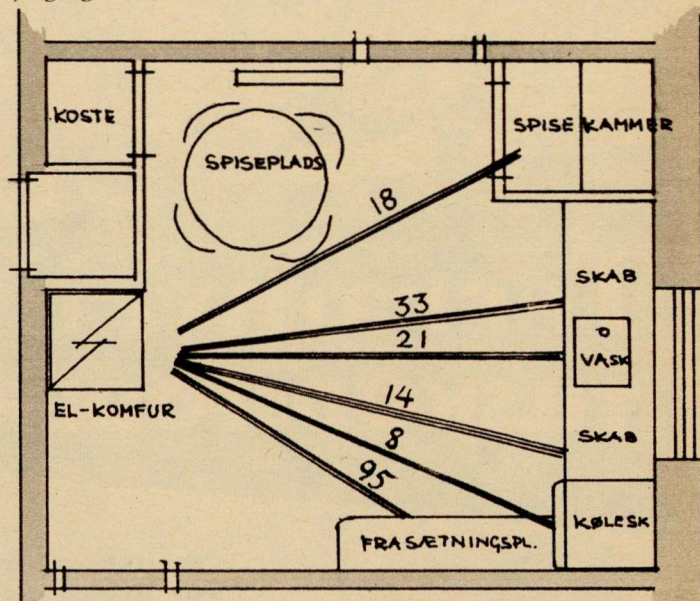 KOSTE
SPISEPLADS
SPISE KAMMER
18
33
21
14
8
95
SKAB
VASK
SKAB
EL-KOMFUR
KØLESK
FRASÆTNINGSPL.